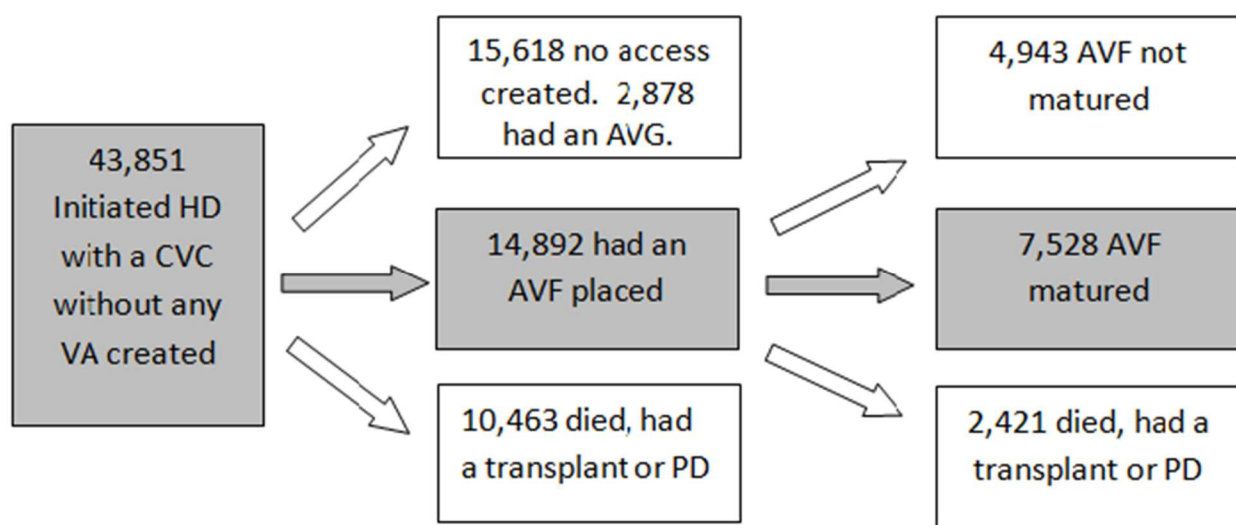 43,851
Initiated HD
with a CVC
without any
VA created
15,618 no access
created.  2,878
had an AVG.
14,892 had an
AVF placed
10,463 died, had
a transplant or PD
4,943 AVF not
matured
7,528 AVF
matured
2,421 died, had a
transplant or PD